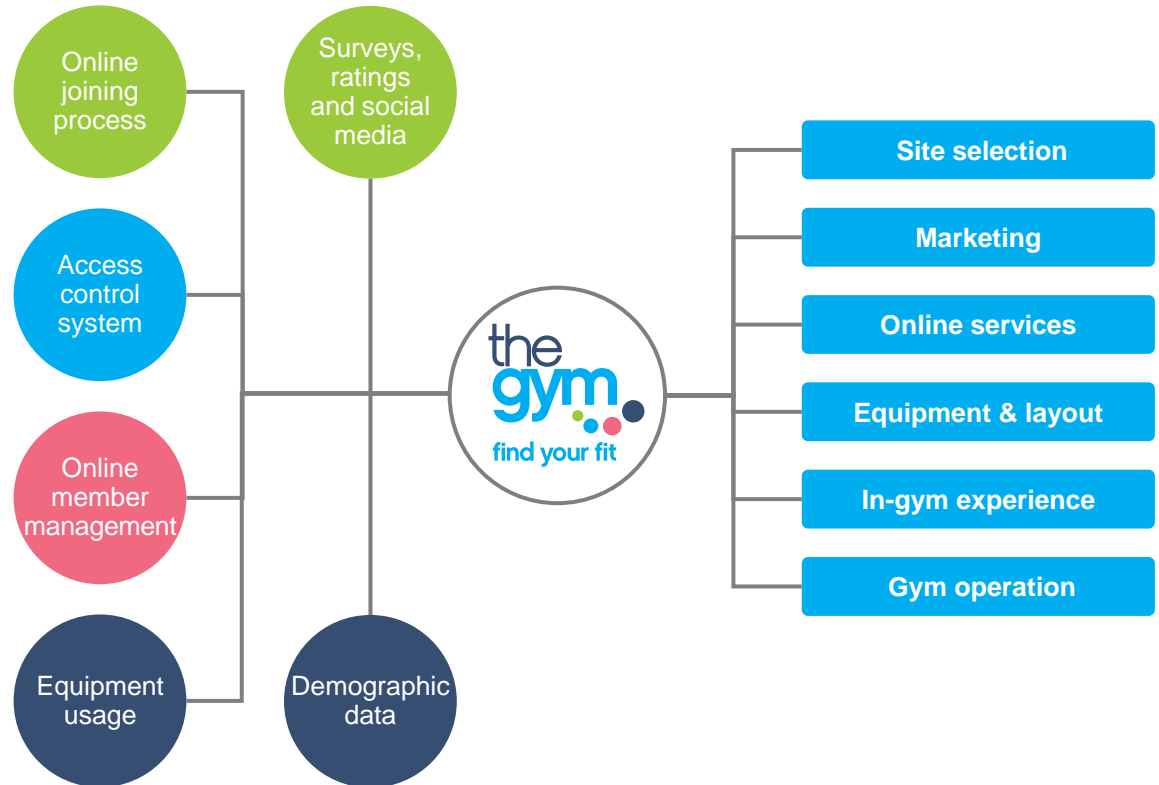 Online
joining
process
Surveys,
ratings
and social
media
Access
control
system
Online
member
management
Equipment
usage
Demographic
data
the
gym
find your fit
Site selection
Marketing
Online services
Equipment & layout
In-gym experience
Gym operation